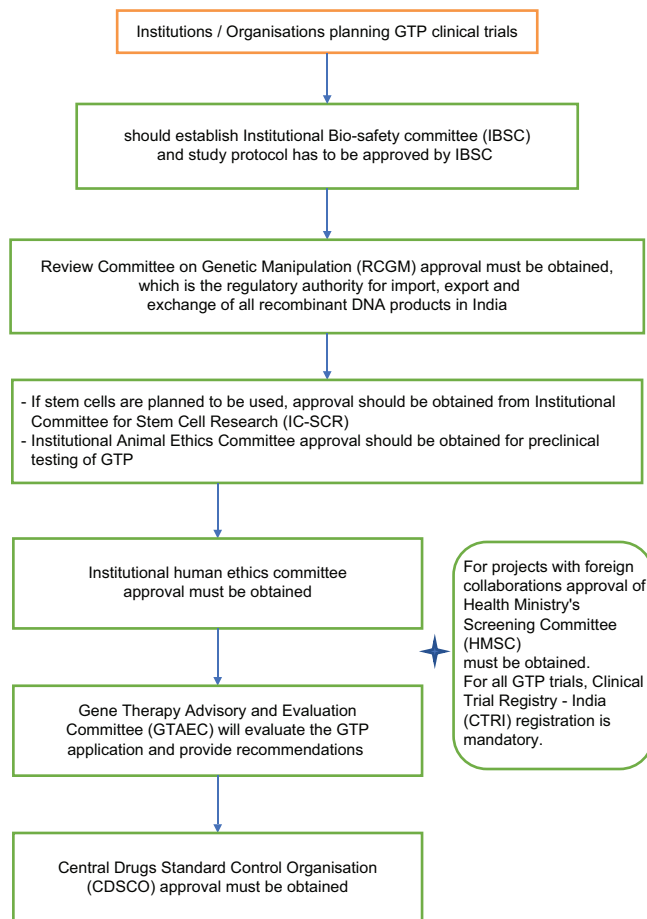 Institutions / Organisations planning GTP clinical trials
should establish Institutional Bio-safety committee (IBSC)
and study protocol has to be approved by IBSC
Review Committee on Genetic Manipulation (RCGM) approval must be obtained,
which is the regulatory authority for import, export and
exchange of all recombinant DNA products in India
- If stem cells are planned to be used, approval should be obtained from Institutional
Committee for Stem Cell Research (IC-SCR)
- Institutional Animal Ethics Committee approval should be obtained for preclinical
testing of GTP
Institutional human ethics committee
approval must be obtained
For projects with foreign
collaborations approval of
Health Ministry's
Screening Committee
(HMSC)
must be obtained.
For all GTP trials, Clinical
Trial Registry - India
(CTRI) registration is
mandatory.
Gene Therapy Advisory and Evaluation
Committee (GTAEC) will evaluate the GTP
application and provide recommendations
Central Drugs Standard Control Organisation
(CDSCO) approval must be obtained